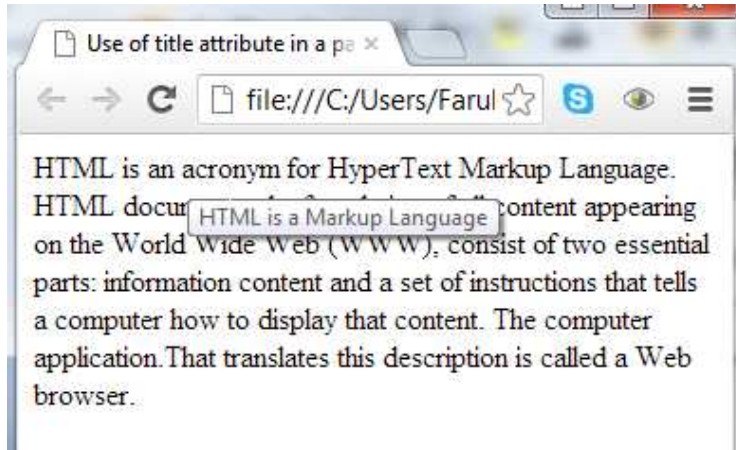 Use of title attribute in a pa
file:///C:/Users/Farul
HTML is an acronym for HyperText Markup Language.
HTML docu content appearing
HTML is a Markup Language
on the World Wide Web (WWW), consist of two essential
parts: information content and a set of instructions that tells
a computer how to display that content. The computer
application.That translates this description is called a Web
browser.